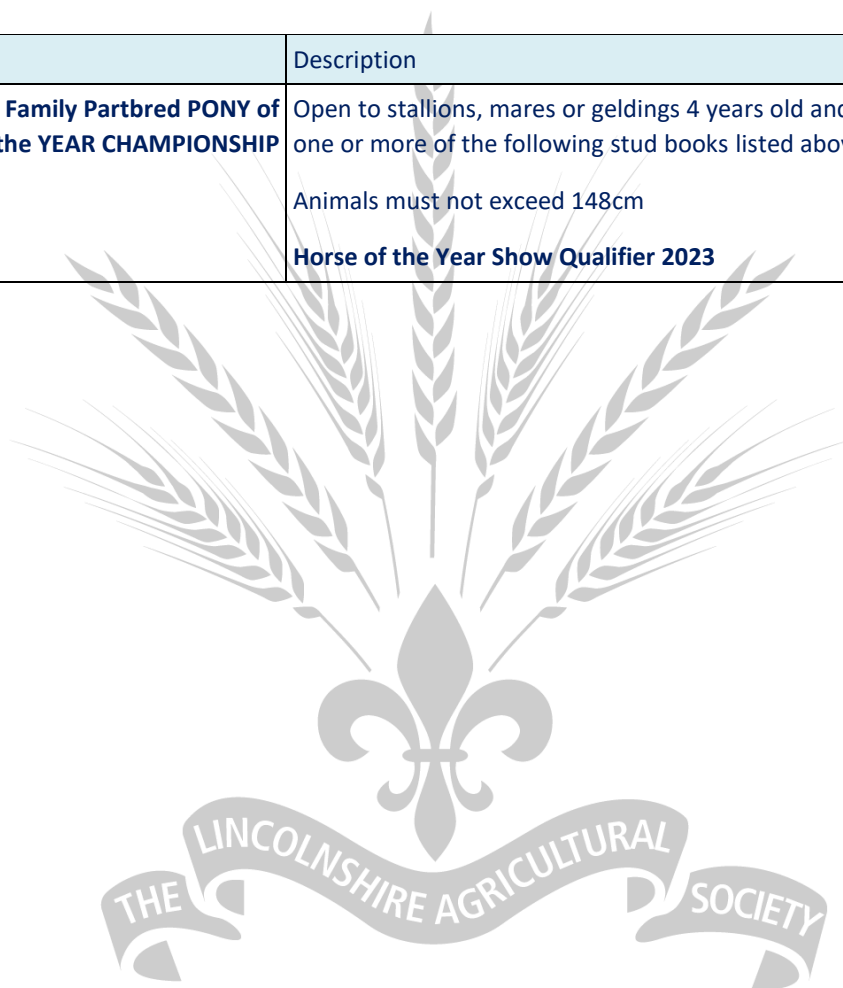 Description
Family Partbred PONY of
the YEAR CHAMPIONSHIP
Open to stallions, mares or geldings 4 years old and
one or more of the following stud books listed
Animals must not exceed 148cm
Horse of the Year Show Qualifier 2023
THE LINCOLNSHIRE AGRICULTURAL SOCIETY